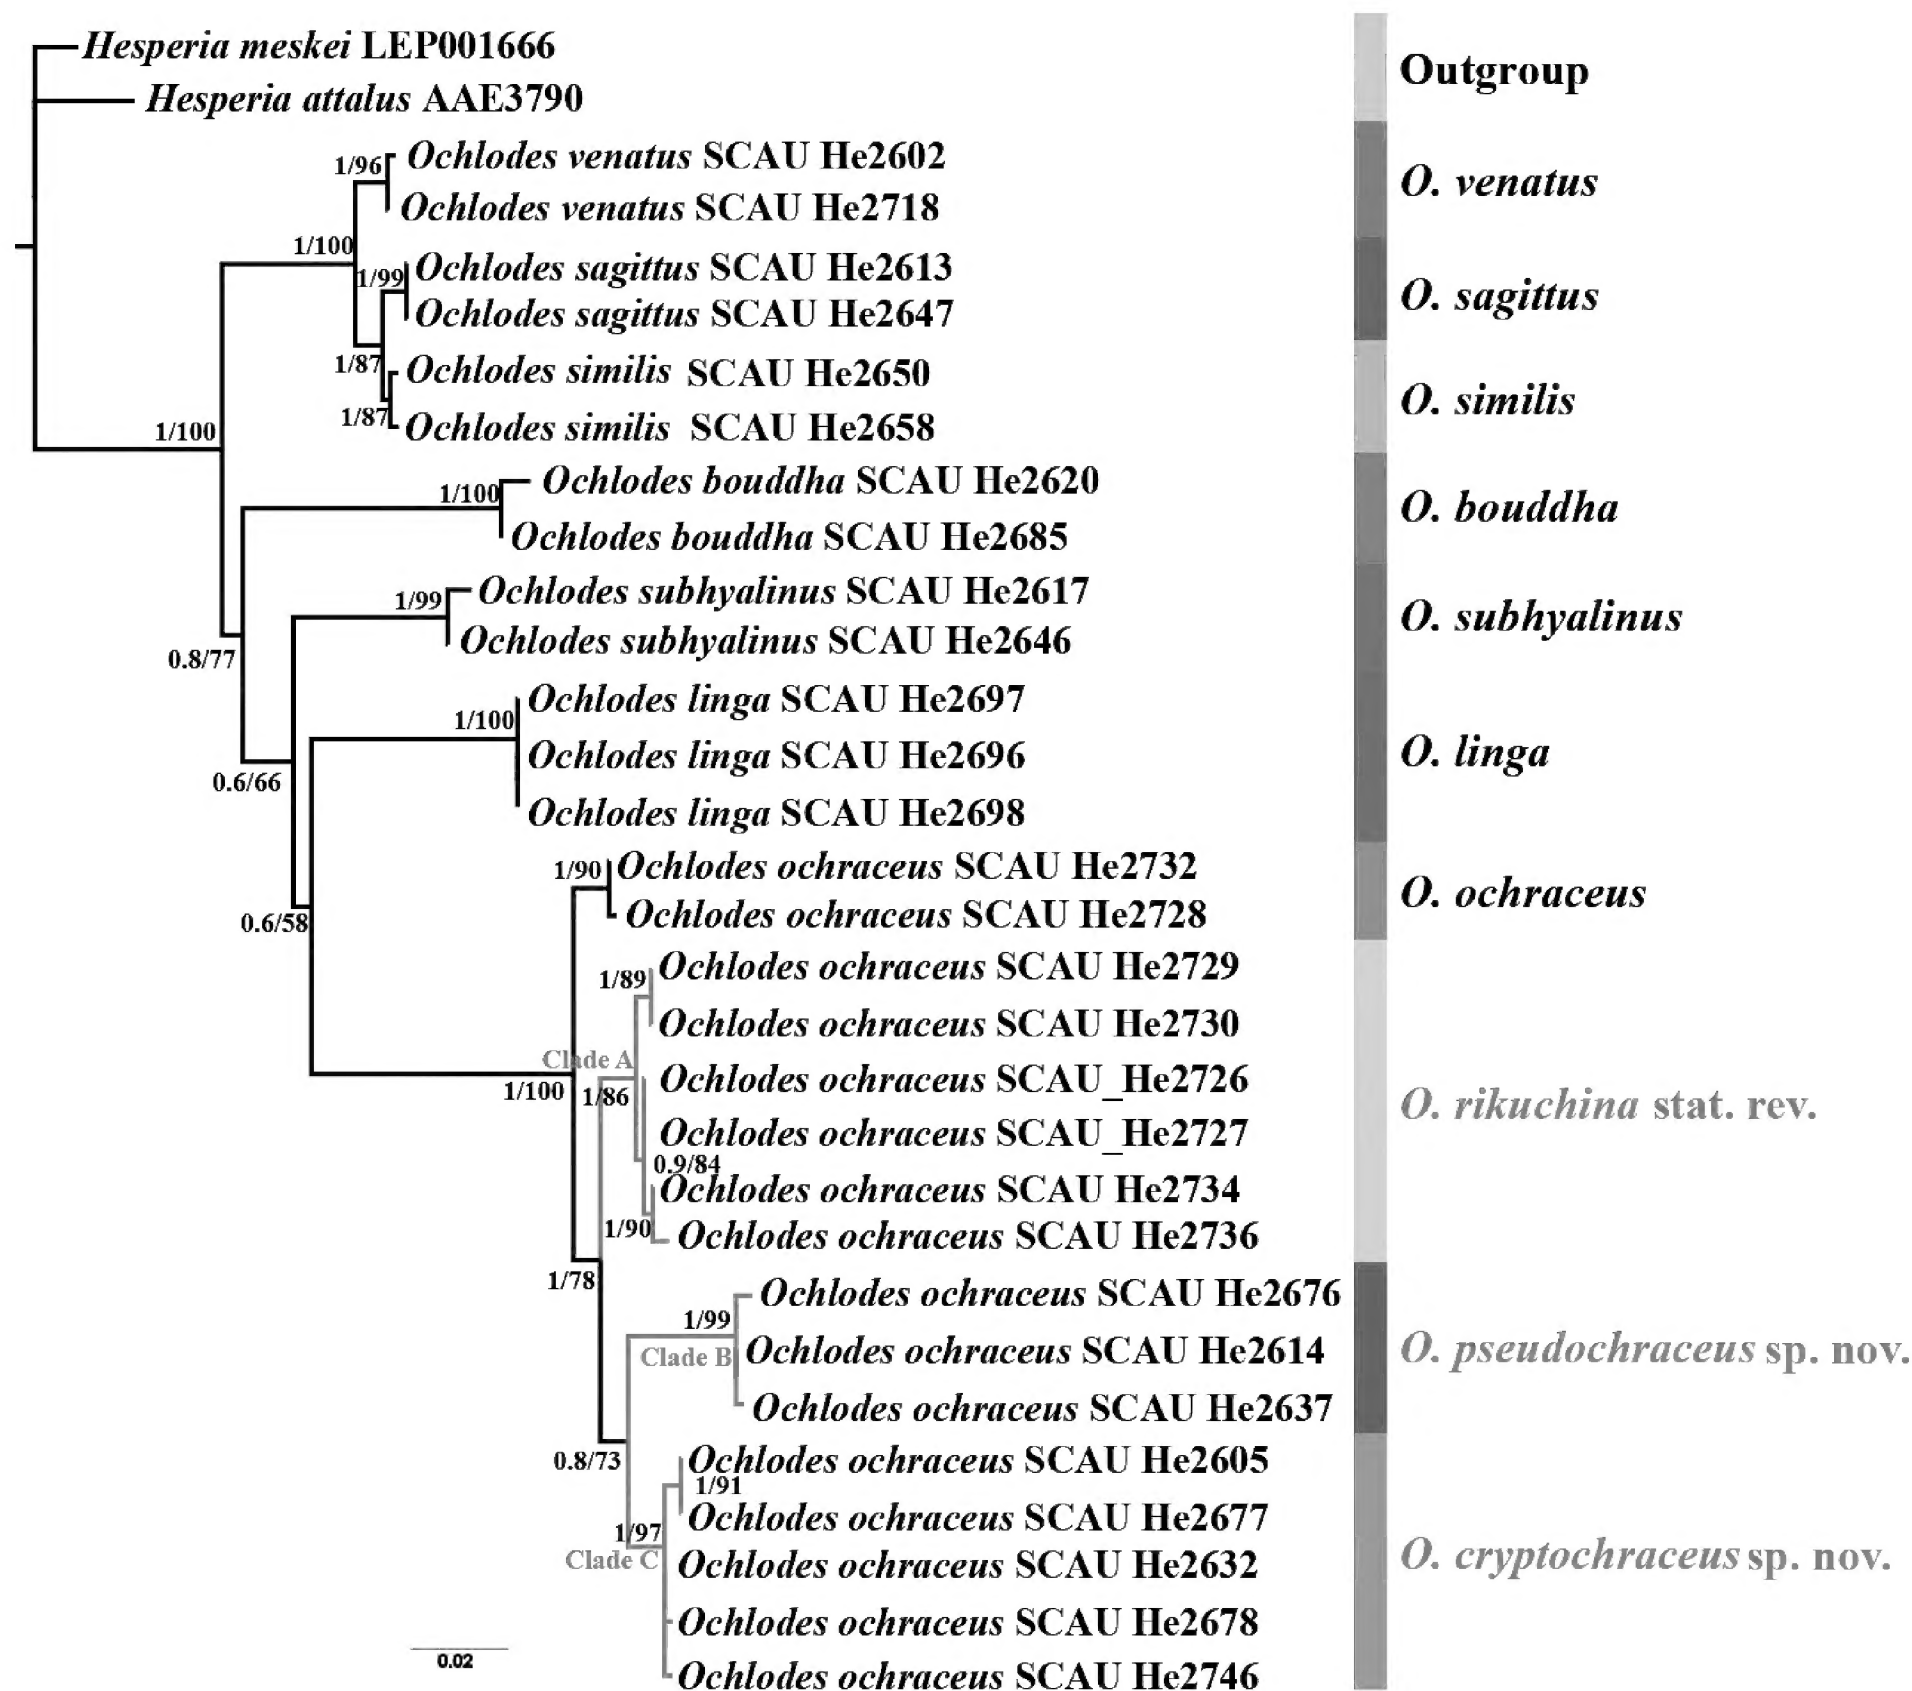 Hesperia meskei LEP001666
Hesperia attalus AAE3790
Outgroup
1/96
Ochlodes venatus SCAU He2602
Ochlodes venatus SCAU He2718
O. venatus
1/100
1/99
Ochlodes sagittus SCAU He2613
Ochlodes sagittus SCAU He2647
O. sagittus
1/87
Ochlodes similis SCAU He2650
1/87
Ochlodes similis SCAU He2658
O. similis
1/100
1/100
Ochlodes bouddha SCAU He2620
Ochlodes bouddha SCAU He2685
O. bouddha
1/99
Ochlodes subhyalinus SCAU He2617
Ochlodes subhyalinus SCAU He2646
O. subhyalinus
0.8/77
1/100
Ochlodes linga SCAU He2697
Ochlodes linga SCAU He2696
Ochlodes linga SCAU He2698
O. linga
0.6/66
1/90
Ochlodes ochraceus SCAU He2732
Ochlodes ochraceus SCAU He2728
O. ochraceus
0.6/58
1/89
Ochlodes ochraceus SCAU He2729
Ochlodes ochraceus SCAU He2730
Clade A
1/100
1/86
Ochlodes ochraceus SCAU_He2726
Ochlodes ochraceus SCAU_He2727
O. rikuchina stat. rev.
0.9/84
Ochlodes ochraceus SCAU He2734
1/90
Ochlodes ochraceus SCAU He2736
1/78
Ochlodes ochraceus SCAU He2676
1/99
Clade B
Ochlodes ochraceus SCAU He2614
Ochlodes ochraceus SCAU He2637
O. pseudochraceus sp. nov.
0.8/73
Ochlodes ochraceus SCAU He2605
1/91
Ochlodes ochraceus SCAU He2677
1/97
Clade C
Ochlodes ochraceus SCAU He2632
Ochlodes ochraceus SCAU He2678
Ochlodes ochraceus SCAU He2746
O. cryptochraceus sp. nov.
0.02